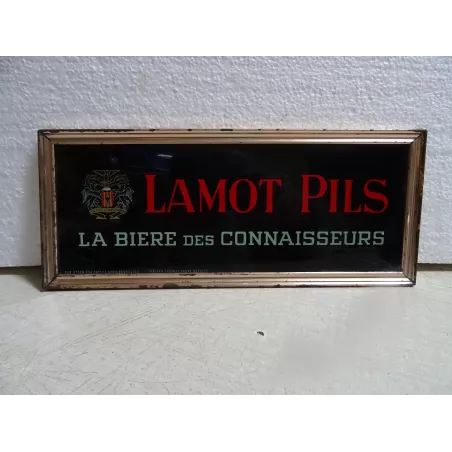 LAMOT PILS
LA BIERE DES CONNAISSEURS